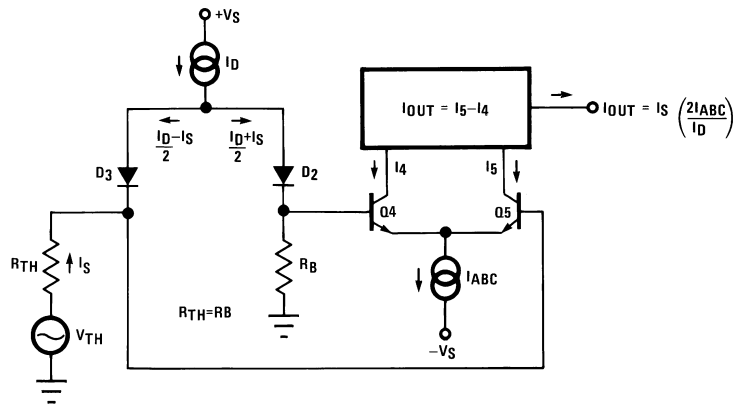 +VS
ID
IOUT = I5–I4
IOUT = IS (2IABC/ID)
ID–IS
2
ID+IS
2
D3
D2
I4
I5
Q4
Q5
RTH
IS
RB
IABC
RTH=RB
VTH
–VS